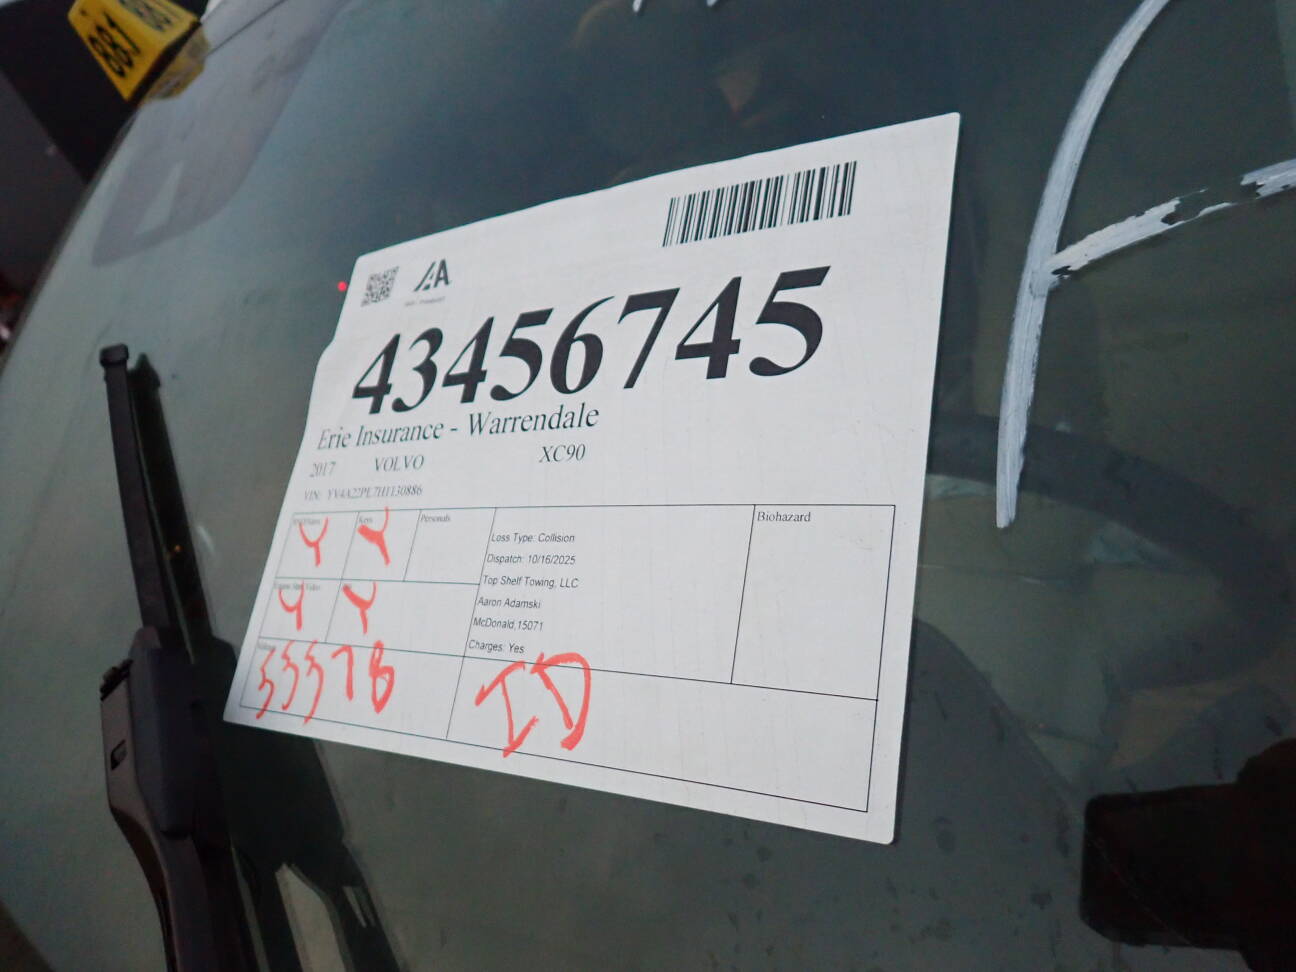 881
IAA
43456745
Erie Insurance - Warrendale
2017 VOLVO XC90
VIN: YV4A22PL7H1130886
Keys Personals
Y Y
Loss Type: Collision
Dispatch: 10/16/2025
Top Shelf Towing, LLC
Aaron Adamski
McDonald,15071
Charges: Yes
Biohazard
Y Y
55578
ID